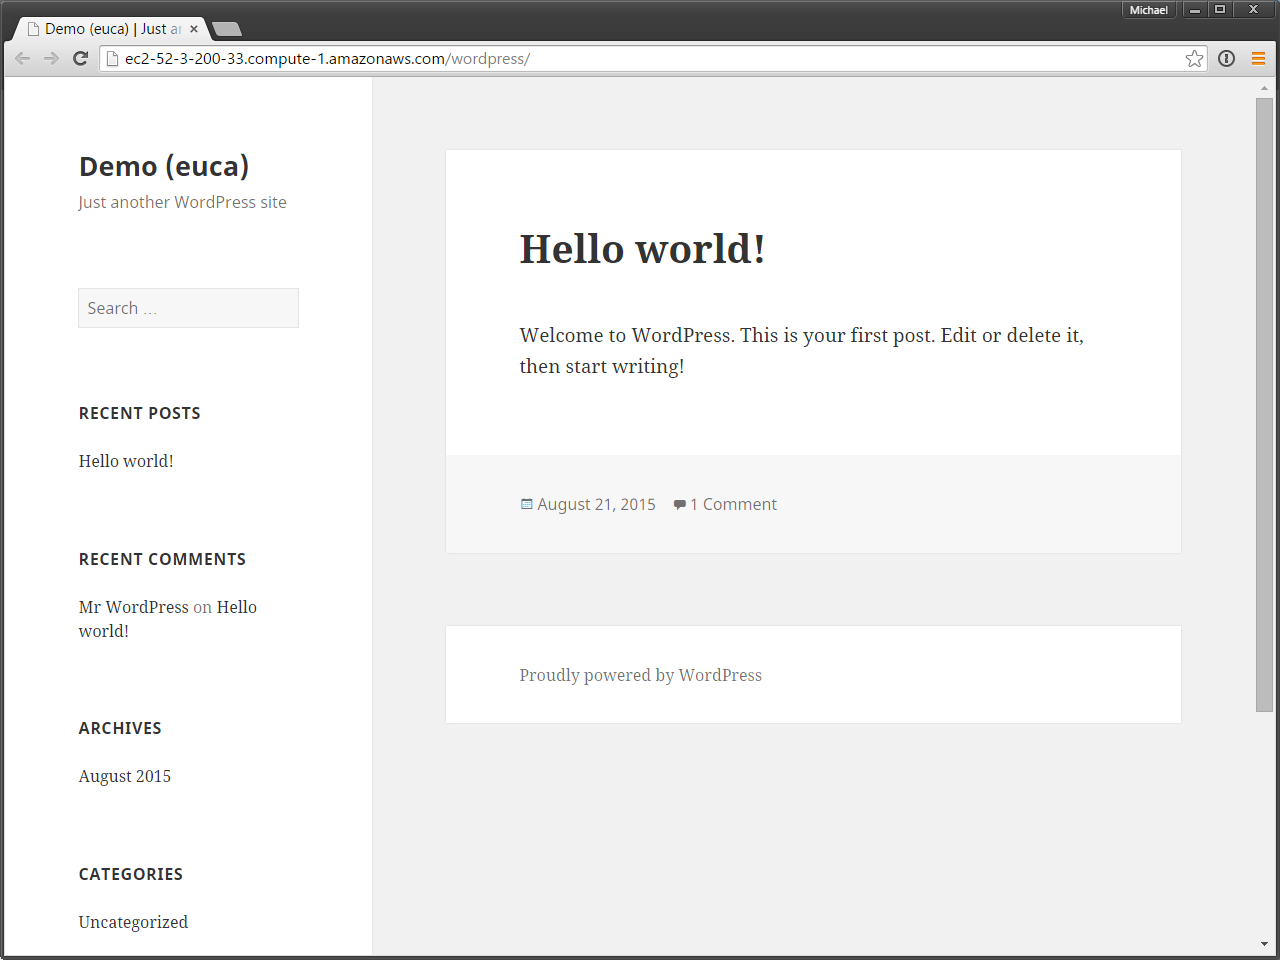 Michael
Demo (euca) | Just a
ec2-52-3-200-33.compute-1.amazonaws.com/wordpress/
Demo (euca)
Just another WordPress site
Search …
RECENT POSTS
Hello world!
RECENT COMMENTS
Mr WordPress on Hello
world!
ARCHIVES
August 2015
CATEGORIES
Uncategorized
Hello world!
Welcome to WordPress. This is your first post. Edit or delete it,
then start writing!
August 21, 2015 1 Comment
Proudly powered by WordPress